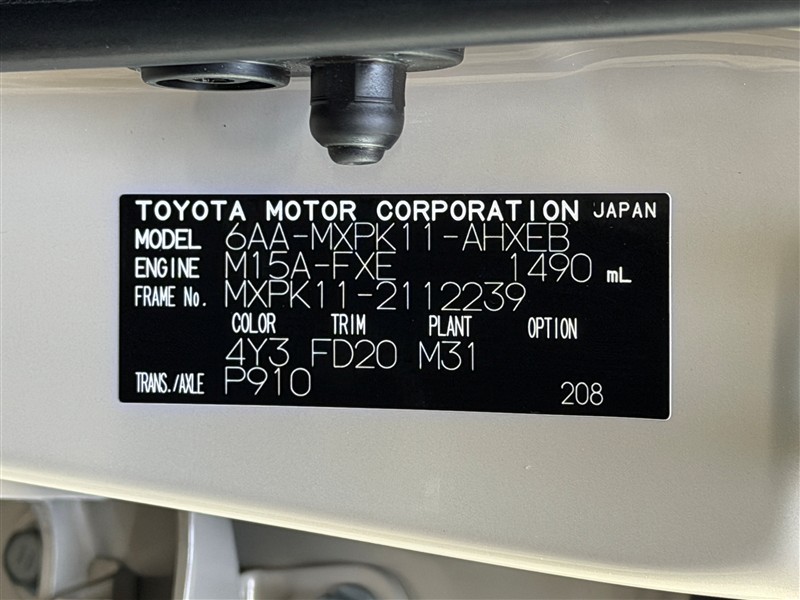 TOYOTA MOTOR CORPORATION JAPAN
MODEL 6AA-MXPK11-AHXEB
ENGINE M15A-FXE 1490 mL
FRAME No. MXPK11-2112239
COLOR TRIM PLANT OPTION
4Y3 FD20 M31
TRANS./AXLE P910 208